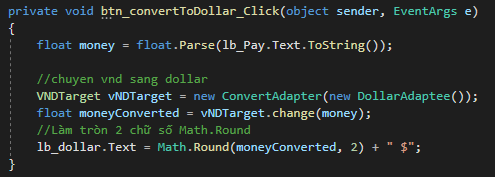 private void btn_convertToDollar_Click(object sender, EventArgs e)
{
float money = float.Parse(lb_Pay.Text.ToString());
//chuyen vnd sang dollar
VNDTarget vNDTarget = new ConvertAdapter(new DollarAdaptee());
float moneyConverted = vNDTarget.change(money);
//Làm tròn 2 chữ số Math.Round
lb_dollar.Text = Math.Round(moneyConverted, 2) + " $";
}